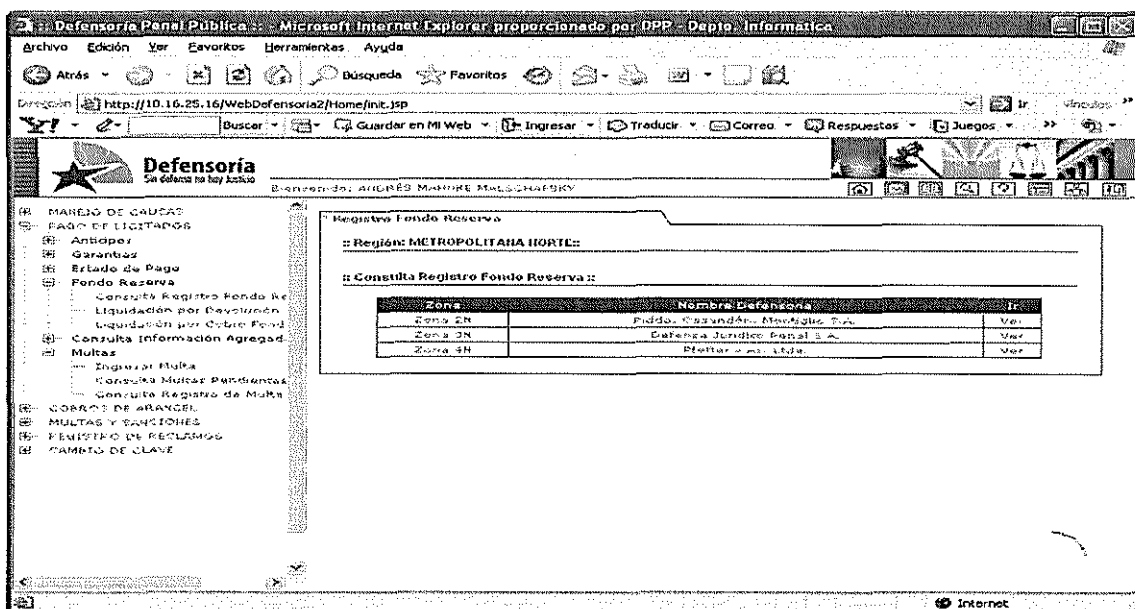 :: Defensoría Penal Pública :: - Microsoft Internet Explorer proporcionado por DPP - Depto. Informática
Archivo Edición Ver Favoritos Herramientas Ayuda
Atrás Búsqueda Favoritos
Dirección http://10.16.25.16/WebDefensoria2/Home/init.jsp Ir Vínculos »
Y! Buscar Guardar en Mi Web Ingresar Traducir Correo Respuestas Juegos »
Defensoría
Sin defensa no hay Justicia
Bienvenido: ANDRÉS MAHNKE
MANEJO DE CAUSAS
PAGO DE LICITADOS
Anticipos
Garantías
Estado de Pago
Fondo Reserva
Consulta Registro Fondo Re
Liquidación por Devolución
Liquidación por Cobro Fond
Consulta Información Agregad
Multas
Ingresar Multa
Consulta Multas Pendientes
Consulta Registro de Multa
COBROS DE ARANCEL
MULTAS Y SANCIONES
REGISTRO DE RECLAMOS
CAMBIO DE CLAVE
Registro Fondo Reserva
:: Región: METROPOLITANA NORTE::
:: Consulta Registro Fondo Reserva ::
Zona Nombre Defensoría Ir
Zona 2N Ver
Zona 3N Defensa Jurídico Penal S.A. Ver
Zona 4N Ltda. Ver
Internet